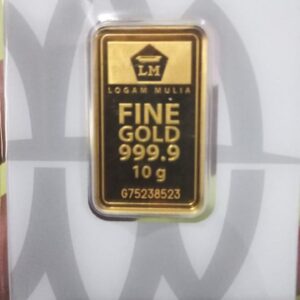 LM
LOGAM MULIA
FINE
GOLD
999.9
10 g
G75238523